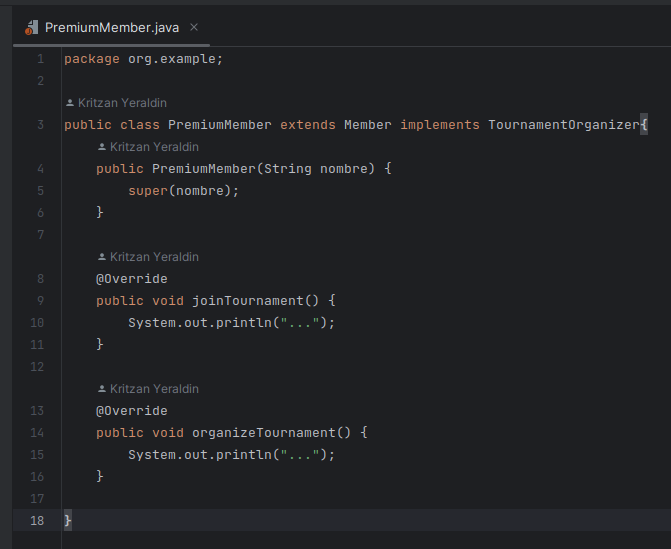 PremiumMember.java
1 package org.example;
2
Kritzan Yeraldin
3 public class PremiumMember extends Member implements TournamentOrganizer{
Kritzan Yeraldin
4 public PremiumMember(String nombre) {
5 super(nombre);
6 }
7
Kritzan Yeraldin
8 @Override
9 public void joinTournament() {
10 System.out.println("...");
11 }
12
Kritzan Yeraldin
13 @Override
14 public void organizeTournament() {
15 System.out.println("...");
16 }
17
18 }